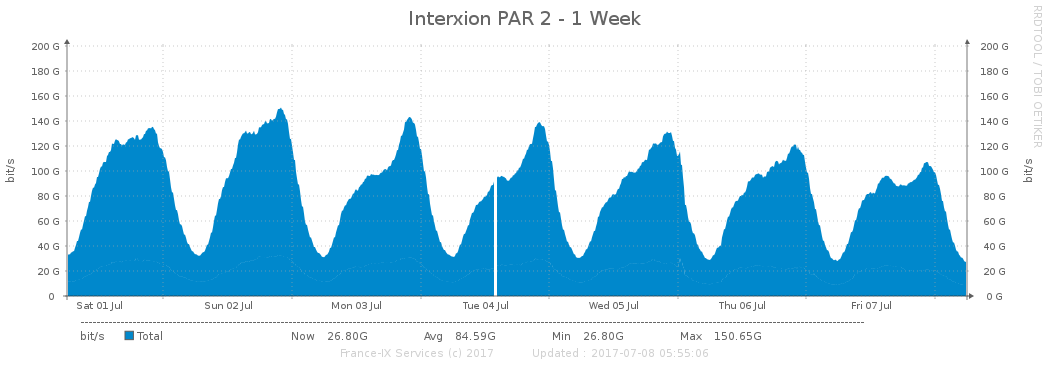 Interxion PAR 2 - 1 Week
RRDTOOL / TOBI OETIKER
200 G 200 G
180 G 180 G
160 G 160 G
140 G 140 G
120 G 120 G
100 G 100 G
80 G 80 G
60 G 60 G
40 G 40 G
20 G 20 G
0 0 G
bit/s
bit/s
Sat 01 Jul Sun 02 Jul Mon 03 Jul Tue 04 Jul Wed 05 Jul Thu 06 Jul Fri 07 Jul
bit/s Total Now 26.80G Avg 84.59G Min 26.80G Max 150.65G
France-IX Services (c) 2017 Updated : 2017-07-08 05:55:06